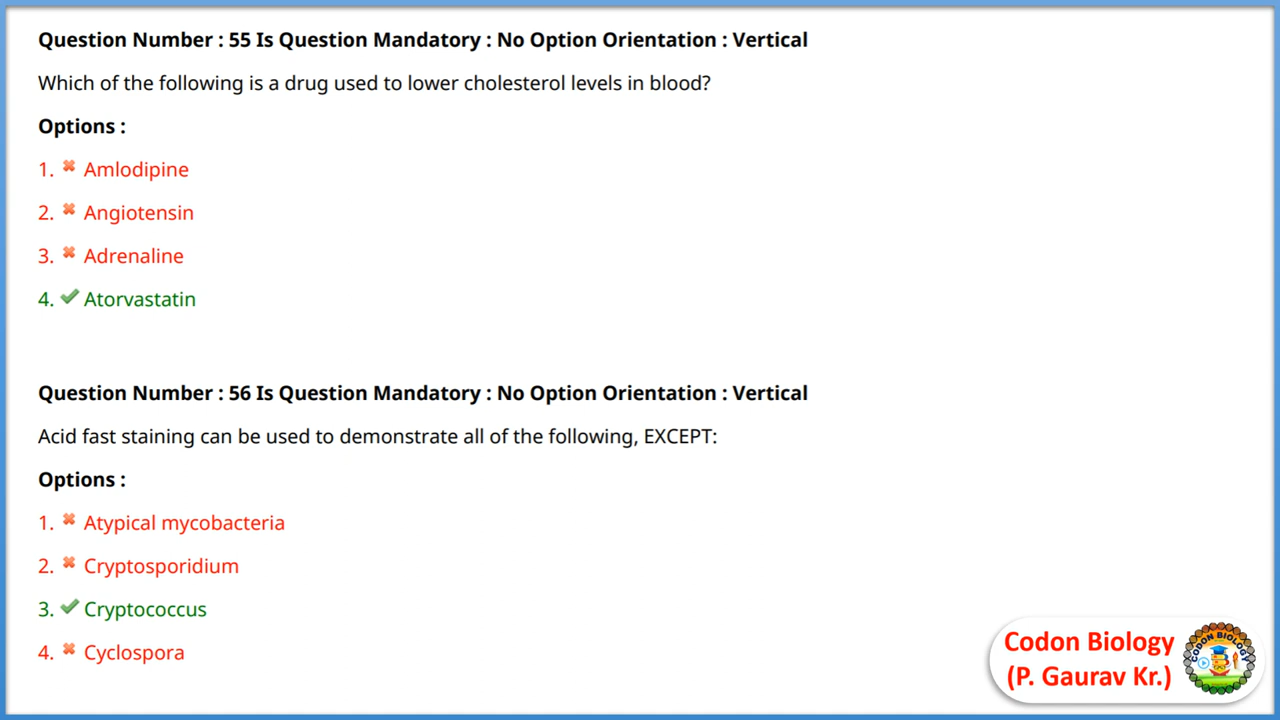 Question Number : 55 Is Question Mandatory : No Option Orientation : Vertical
Which of the following is a drug used to lower cholesterol levels in blood?
Options :
1. ✖ Amlodipine
2. ✖ Angiotensin
3. ✖ Adrenaline
4. ✔ Atorvastatin
Question Number : 56 Is Question Mandatory : No Option Orientation : Vertical
Acid fast staining can be used to demonstrate all of the following, EXCEPT:
Options :
1. ✖ Atypical mycobacteria
2. ✖ Cryptosporidium
3. ✔ Cryptococcus
4. ✖ Cyclospora
Codon Biology
(P. Gaurav Kr.)
CODON BIOLOGY